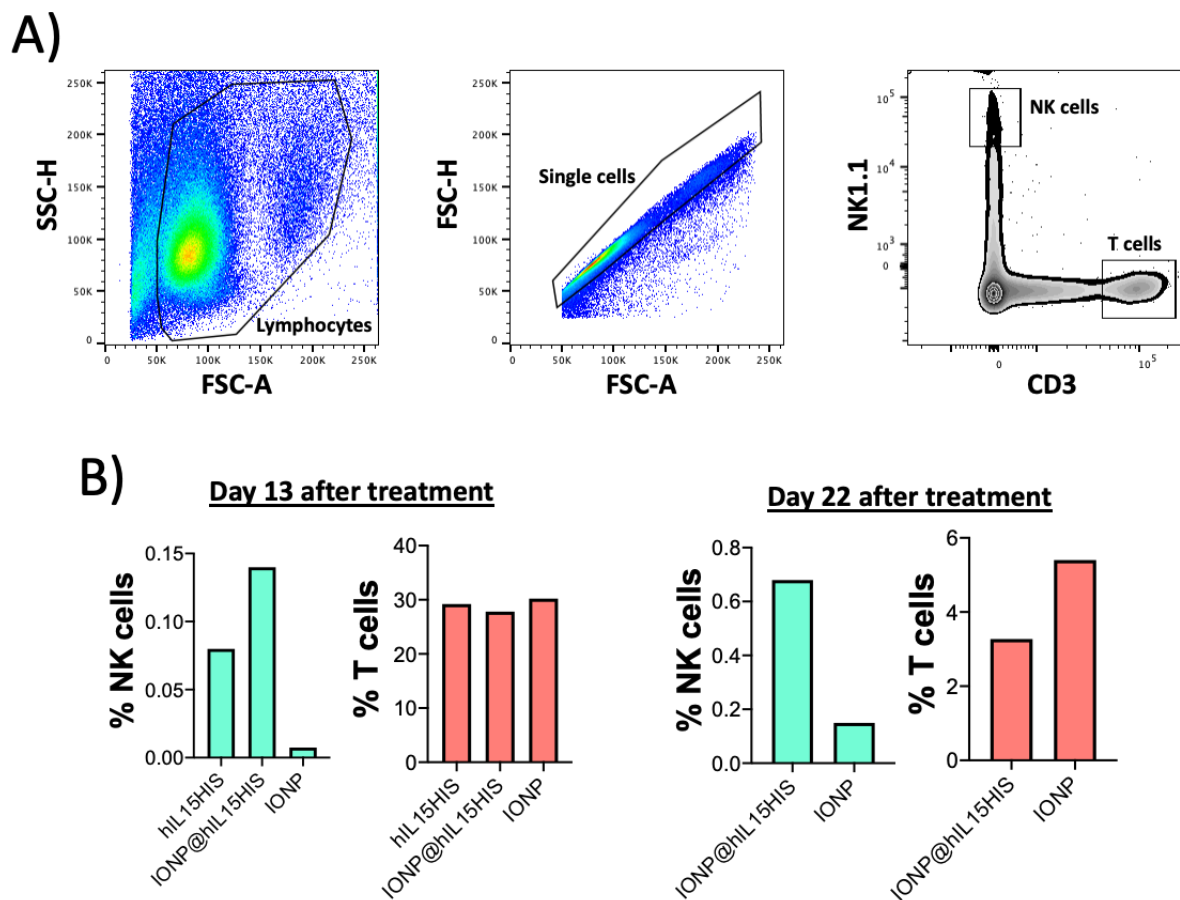 A)
250K
200K
150K
100K
50K
0
SSC-H
Lymphocytes
0 50K 100K 150K 200K 250K
FSC-A
250K
200K
150K
100K
50K
0
FSC-H
Single cells
0 50K 100K 150K 200K 250K
FSC-A
10^5
10^4
10^3
0
NK1.1
NK cells
T cells
0 10^5
CD3
B)
Day 13 after treatment
0.15
0.10
0.05
0.00
% NK cells
hIL15HIS
IONP@hIL15HIS
IONP
40
30
20
10
0
% T cells
hIL15HIS
IONP@hIL15HIS
IONP
Day 22 after treatment
0.8
0.6
0.4
0.2
0.0
% NK cells
IONP@hIL15HIS
IONP
6
4
2
0
% T cells
IONP@hIL15HIS
IONP